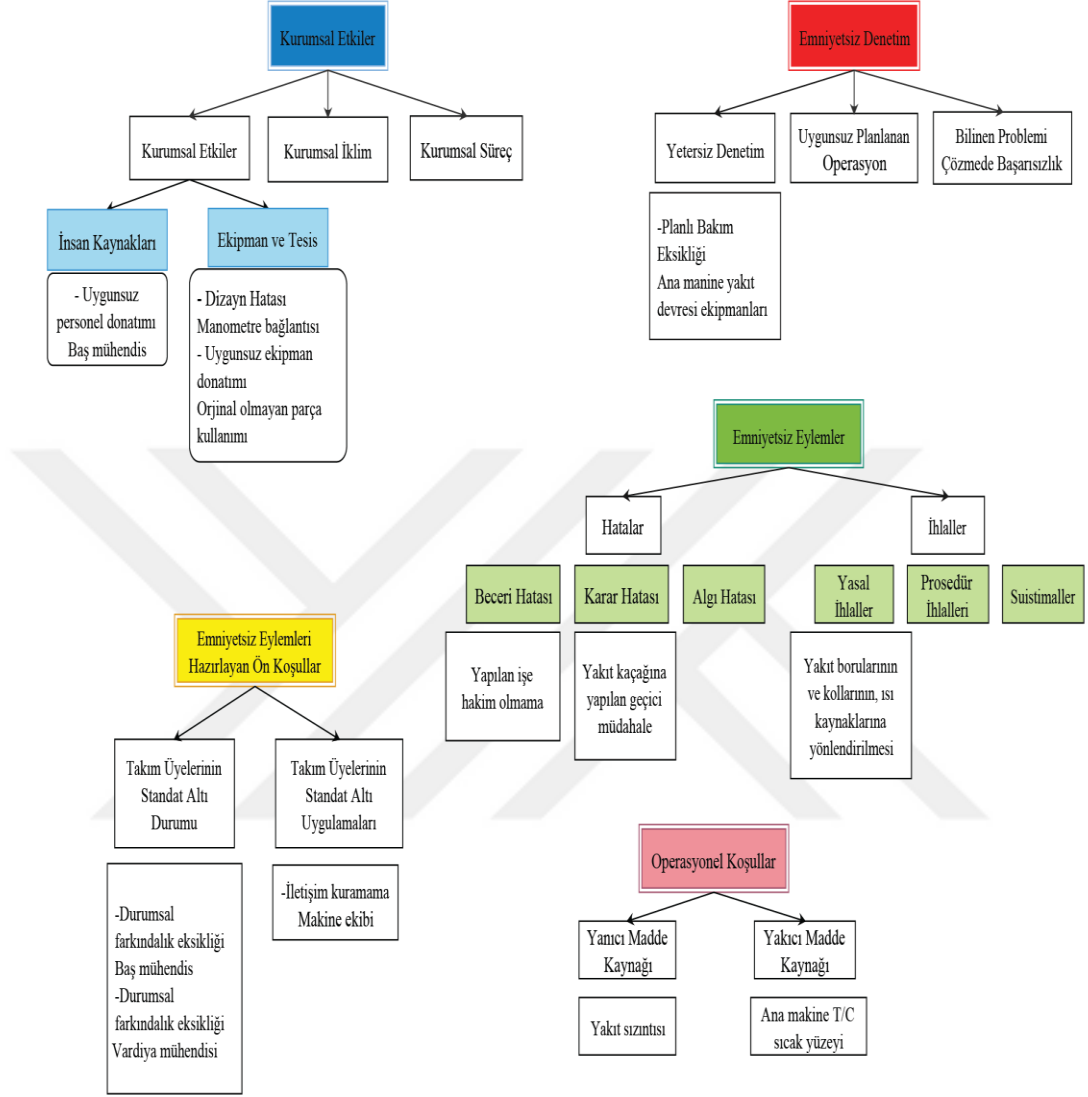 Kurumsal Etkiler
Kurumsal Etkiler
Kurumsal İklim
Kurumsal Süreç
İnsan Kaynakları
- Uygunsuz
personel donatımı
Baş mühendis
Ekipman ve Tesis
- Dizayn Hatası
Manometre bağlantısı
- Uygunsuz ekipman
donatımı
Orjinal olmayan parça
kullanımı
Emniyetsiz Denetim
Yetersiz Denetim
Uygunsuz Planlanan
Operasyon
Bilinen Problemi
Çözmede Başarısızlık
-Planlı Bakım
Eksikliği
Ana manine yakıt
devresi ekipmanları
Emniyetsiz Eylemler
Hatalar
İhlaller
Beceri Hatası
Karar Hatası
Algı Hatası
Yasal
İhlaller
Prosedür
İhlalleri
Suistimaller
Yapılan işe
hakim olmama
Yakıt kaçağına
yapılan geçici
müdahale
Yakıt borularının
ve kollarının, ısı
kaynaklarına
yönlendirilmesi
Emniyetsiz Eylemleri
Hazırlayan Ön Koşullar
Takım Üyelerinin
Standat Altı
Durumu
Takım Üyelerinin
Standat Altı
Uygulamaları
-Durumsal
farkındalık eksikliği
Baş mühendis
-Durumsal
farkındalık eksikliği
Vardiya mühendisi
-İletişim kuramama
Makine ekibi
Operasyonel Koşullar
Yanıcı Madde
Kaynağı
Yakıcı Madde
Kaynağı
Yakıt sızıntısı
Ana makine T/C
sıcak yüzeyi